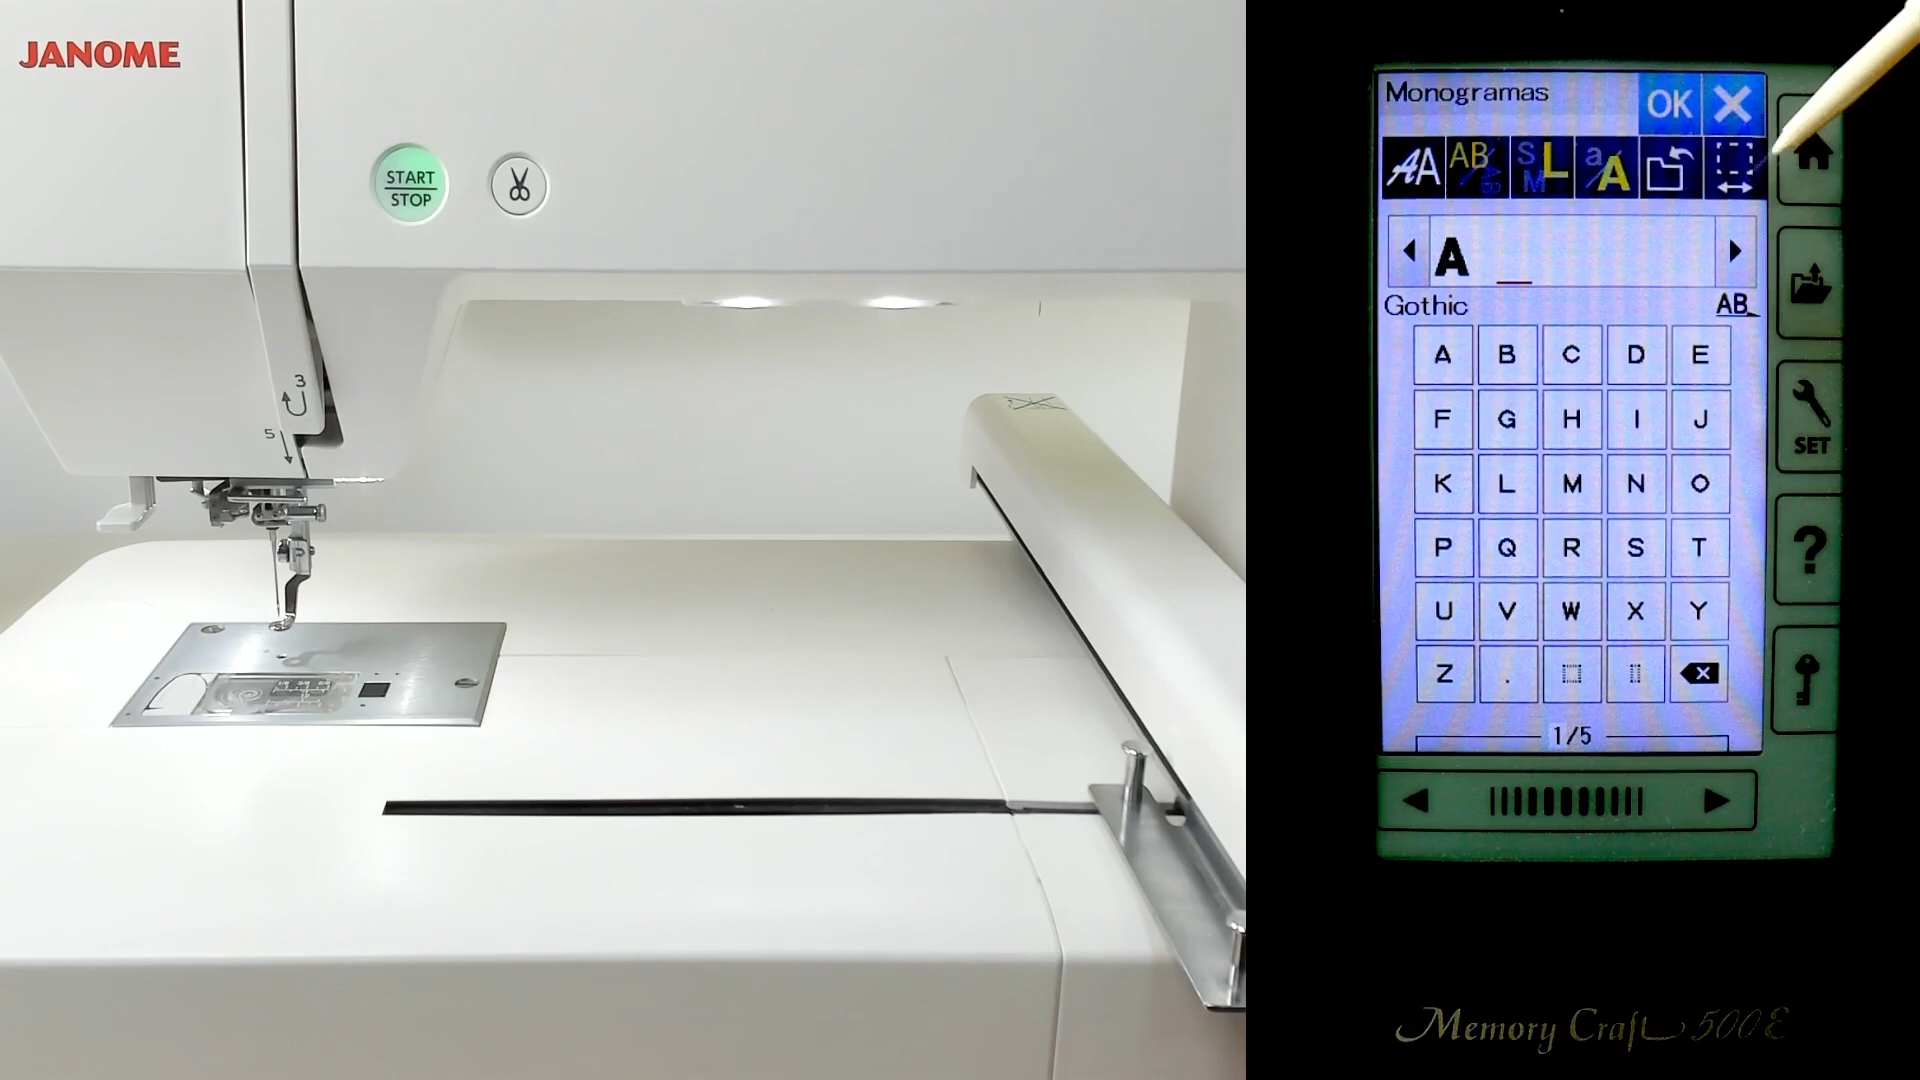 JANOME
START
STOP
3
5
Monogramas
OK
AA
AB
S L M
a/A
A
Gothic
AB
A B C D E
F G H I J
K L M N O
P Q R S T
U V W X Y
Z .
1/5
SET
?
Memory Craft 500E